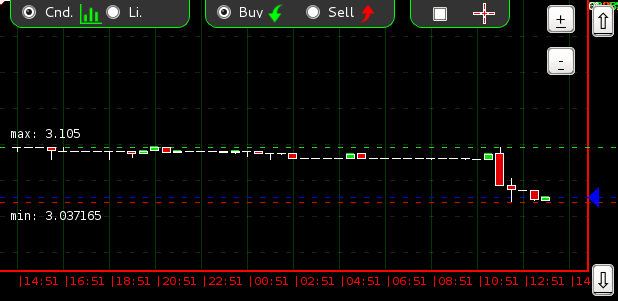 Cnd. Li. Buy Sell
+
-
max: 3.105
min: 3.037165
|14:51 |16:51 |18:51 |20:51 |22:51 |00:51 |02:51 |04:51 |06:51 |08:51 |10:51 |12:51 |14